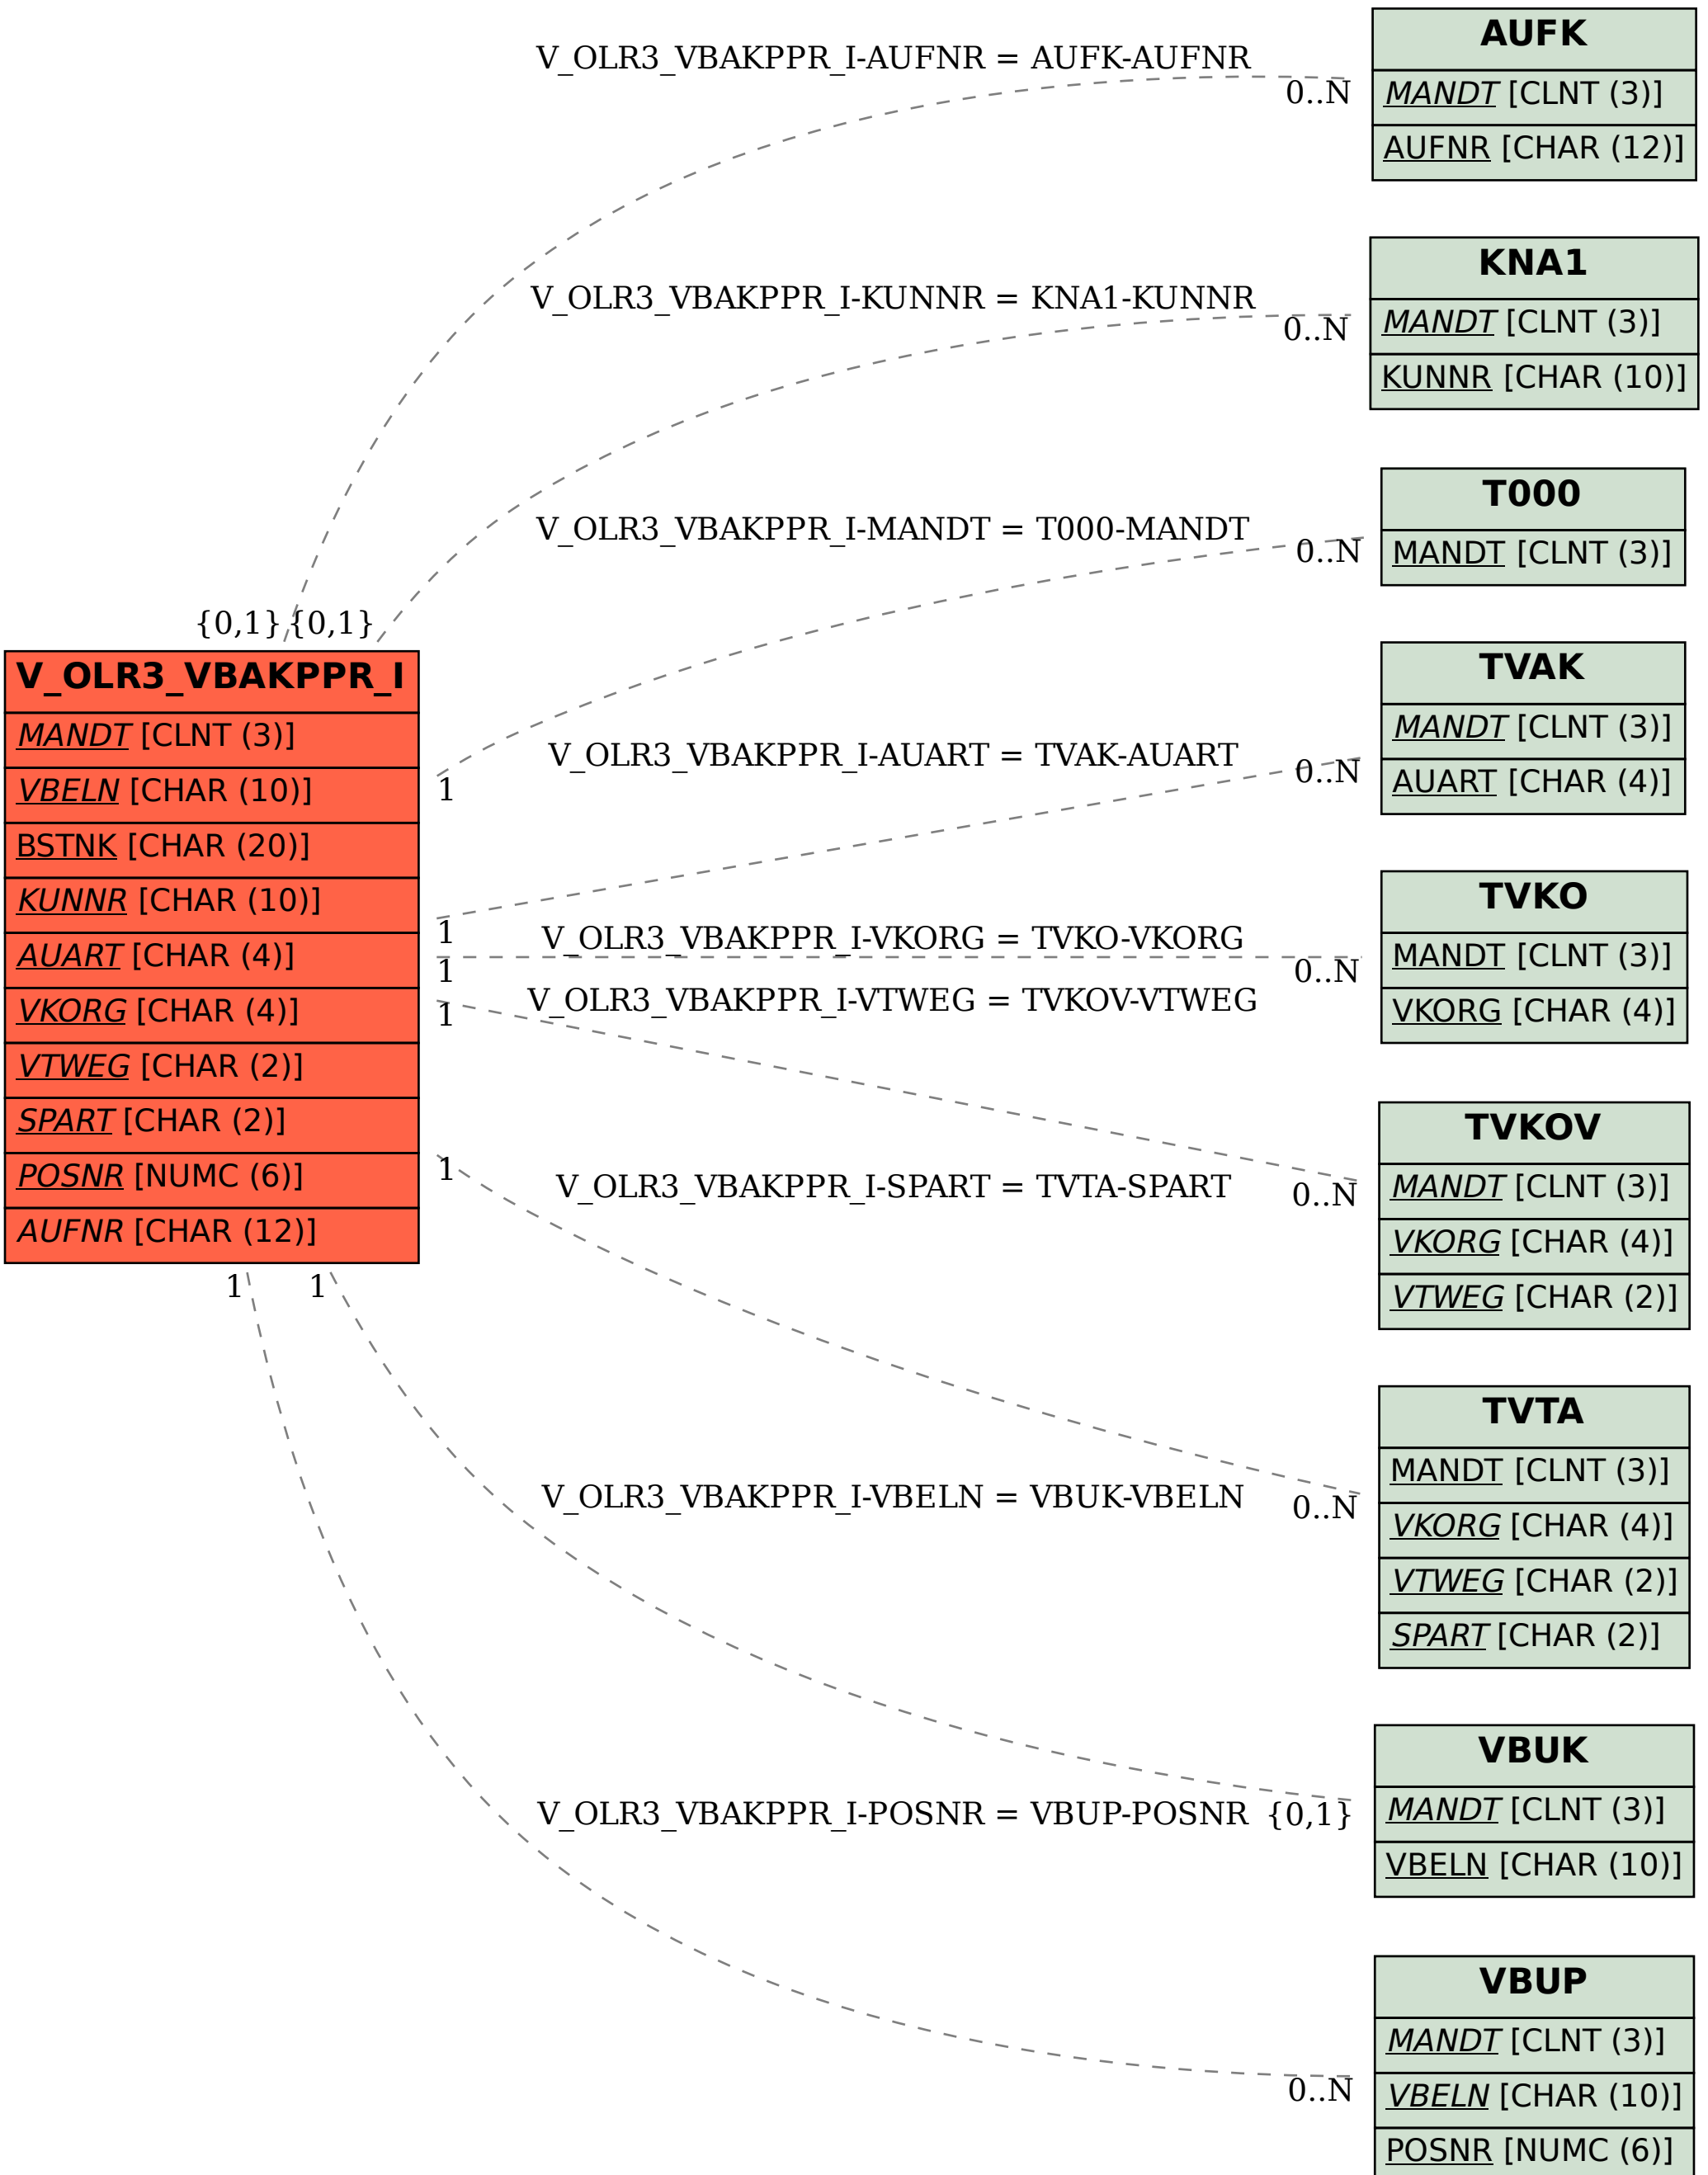 V_OLR3_VBAKPPR_I-AUFNR = AUFK-AUFNR
0..N
AUFK
MANDT [CLNT (3)]
AUFNR [CHAR (12)]
V_OLR3_VBAKPPR_I-KUNNR = KNA1-KUNNR
0..N
KNA1
MANDT [CLNT (3)]
KUNNR [CHAR (10)]
V_OLR3_VBAKPPR_I-MANDT = T000-MANDT
0..N
T000
MANDT [CLNT (3)]
{0,1} {0,1}
V_OLR3_VBAKPPR_I
MANDT [CLNT (3)]
VBELN [CHAR (10)]
BSTNK [CHAR (20)]
KUNNR [CHAR (10)]
AUART [CHAR (4)]
VKORG [CHAR (4)]
VTWEG [CHAR (2)]
SPART [CHAR (2)]
POSNR [NUMC (6)]
AUFNR [CHAR (12)]
1
V_OLR3_VBAKPPR_I-AUART = TVAK-AUART
0..N
TVAK
MANDT [CLNT (3)]
AUART [CHAR (4)]
1
V_OLR3_VBAKPPR_I-VKORG = TVKO-VKORG
1
0..N
TVKO
MANDT [CLNT (3)]
VKORG [CHAR (4)]
V_OLR3_VBAKPPR_I-VTWEG = TVKOV-VTWEG
1
0..N
TVKOV
MANDT [CLNT (3)]
VKORG [CHAR (4)]
VTWEG [CHAR (2)]
1
V_OLR3_VBAKPPR_I-SPART = TVTA-SPART
0..N
TVTA
MANDT [CLNT (3)]
VKORG [CHAR (4)]
VTWEG [CHAR (2)]
SPART [CHAR (2)]
1 1
V_OLR3_VBAKPPR_I-VBELN = VBUK-VBELN
{0,1}
VBUK
MANDT [CLNT (3)]
VBELN [CHAR (10)]
V_OLR3_VBAKPPR_I-POSNR = VBUP-POSNR
0..N
VBUP
MANDT [CLNT (3)]
VBELN [CHAR (10)]
POSNR [NUMC (6)]